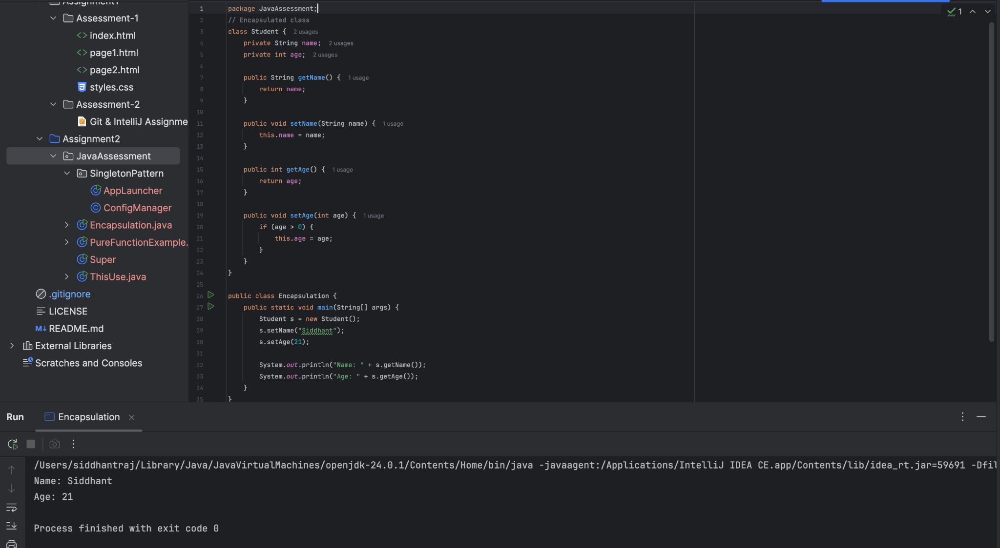 Assignment1
Assessment-1
index.html
page1.html
page2.html
styles.css
Assessment-2
Git & IntelliJ Assignme
Assignment2
JavaAssessment
SingletonPattern
AppLauncher
ConfigManager
Encapsulation.java
PureFunctionExample.
Super
ThisUse.java
.gitignore
LICENSE
M↓ README.md
External Libraries
Scratches and Consoles
1 package JavaAssessment;
2 // Encapsulated class
3 class Student { 2 usages
4     private String name; 2 usages
5     private int age; 2 usages
6
7     public String getName() { 1 usage
8         return name;
9     }
10
11     public void setName(String name) { 1 usage
12         this.name = name;
13     }
14
15     public int getAge() { 1 usage
16         return age;
17     }
18
19     public void setAge(int age) { 1 usage
20         if (age > 0) {
21             this.age = age;
22         }
23     }
24 }
25
26 public class Encapsulation {
27     public static void main(String[] args) {
28         Student s = new Student();
29         s.setName("Siddhant");
30         s.setAge(21);
31
32         System.out.println("Name: " + s.getName());
33         System.out.println("Age: " + s.getAge());
34     }
35 }
1
Run Encapsulation
/Users/siddhantraj/Library/Java/JavaVirtualMachines/openjdk-24.0.1/Contents/Home/bin/java -javaagent:/Applications/IntelliJ IDEA CE.app/Contents/lib/idea_rt.jar=59691 -Dfil
Name: Siddhant
Age: 21
Process finished with exit code 0